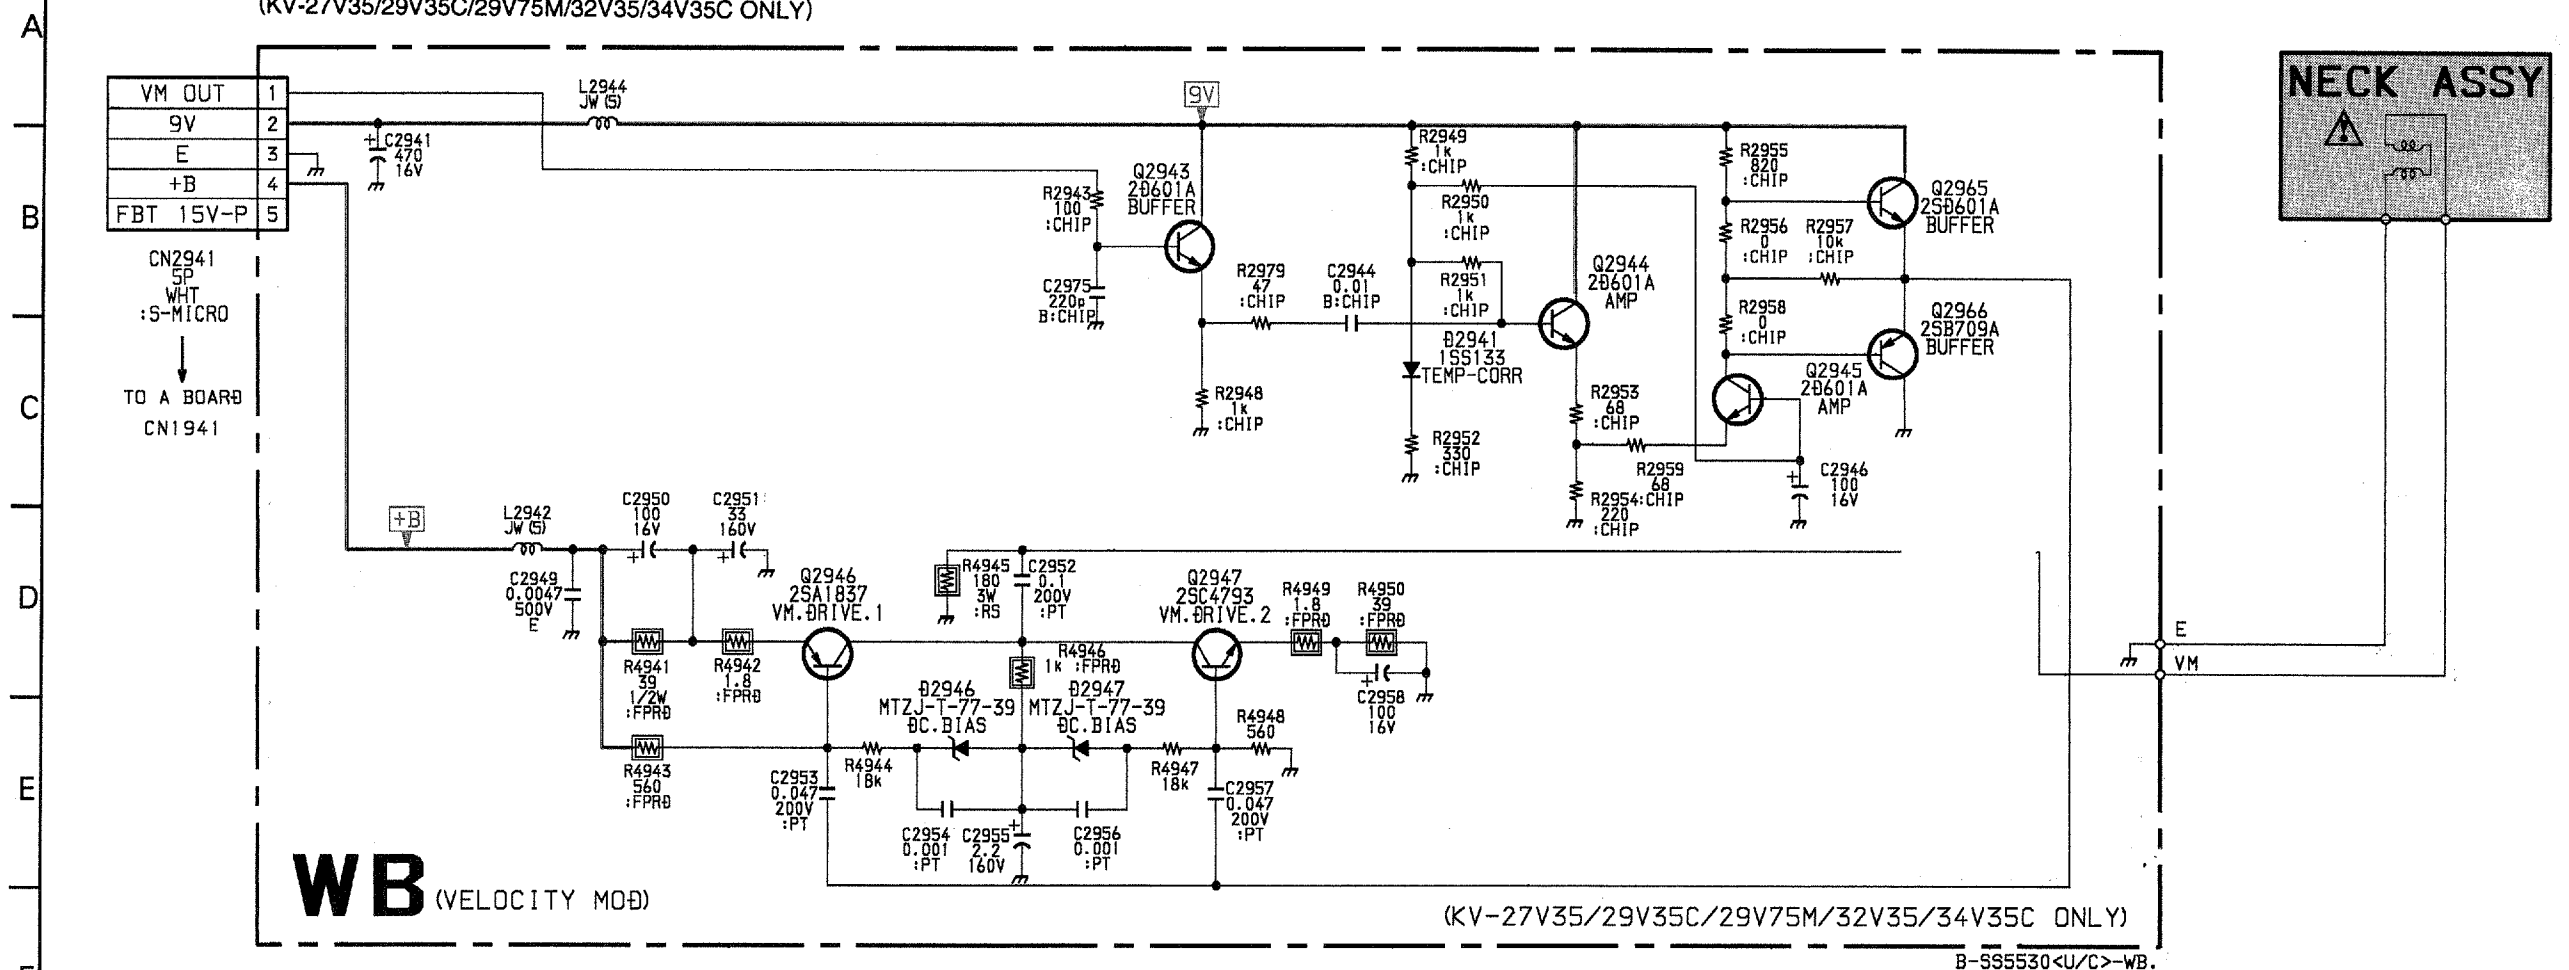 (KV-27V35/29V35C/29V75M/32V35/34V35C ONLY)
A
B
C
D
E
VM OUT 1
9V 2
E 3
+B 4
FBT 15V-P 5
CN2941
5P
WHT
:S-MICRO
TO A BOARD
CN1941
L2944
JW(5)
C2941
470
16V
9V
R2943
100
:CHIP
C2975
220p
B:CHIP
Q2943
2D601A
BUFFER
R2979
47
:CHIP
C2944
0.01
B:CHIP
R2948
1k
:CHIP
R2949
1k
:CHIP
R2950
1k
:CHIP
R2951
1k
:CHIP
D2941
1SS133
TEMP-CORR
R2952
330
:CHIP
Q2944
2D601A
AMP
R2953
68
:CHIP
R2959
68
:CHIP
R2954
220
:CHIP
R2955
820
:CHIP
R2956
0
:CHIP
R2957
10k
:CHIP
R2958
0
:CHIP
Q2965
2SD601A
BUFFER
Q2966
2SB709A
BUFFER
Q2945
2D601A
AMP
C2946
100
16V
NECK ASSY
+B
L2942
JW(5)
C2950
100
16V
C2951
33
160V
C2949
0.0047
500V
E
R4941
39
1/2W
:FPRD
R4942
1.8
:FPRD
R4943
560
:FPRD
Q2946
2SA1837
VM.DRIVE.1
R4945
180
3W
:RS
C2952
0.1
200V
:PT
R4946
1k :FPRD
Q2947
2SC4793
VM.DRIVE.2
R4949
1.8
:FPRD
R4950
39
:FPRD
C2958
100
16V
D2946
MTZJ-T-77-39
DC.BIAS
D2947
MTZJ-T-77-39
DC.BIAS
R4948
560
C2953
0.047
200V
:PT
R4944
18k
R4947
18k
C2957
0.047
200V
:PT
C2954
0.001
:PT
C2955
2.2
160V
C2956
0.001
:PT
E
VM
WB (VELOCITY MOD)
(KV-27V35/29V35C/29V75M/32V35/34V35C ONLY)
B-SS5530<U/C>-WB.